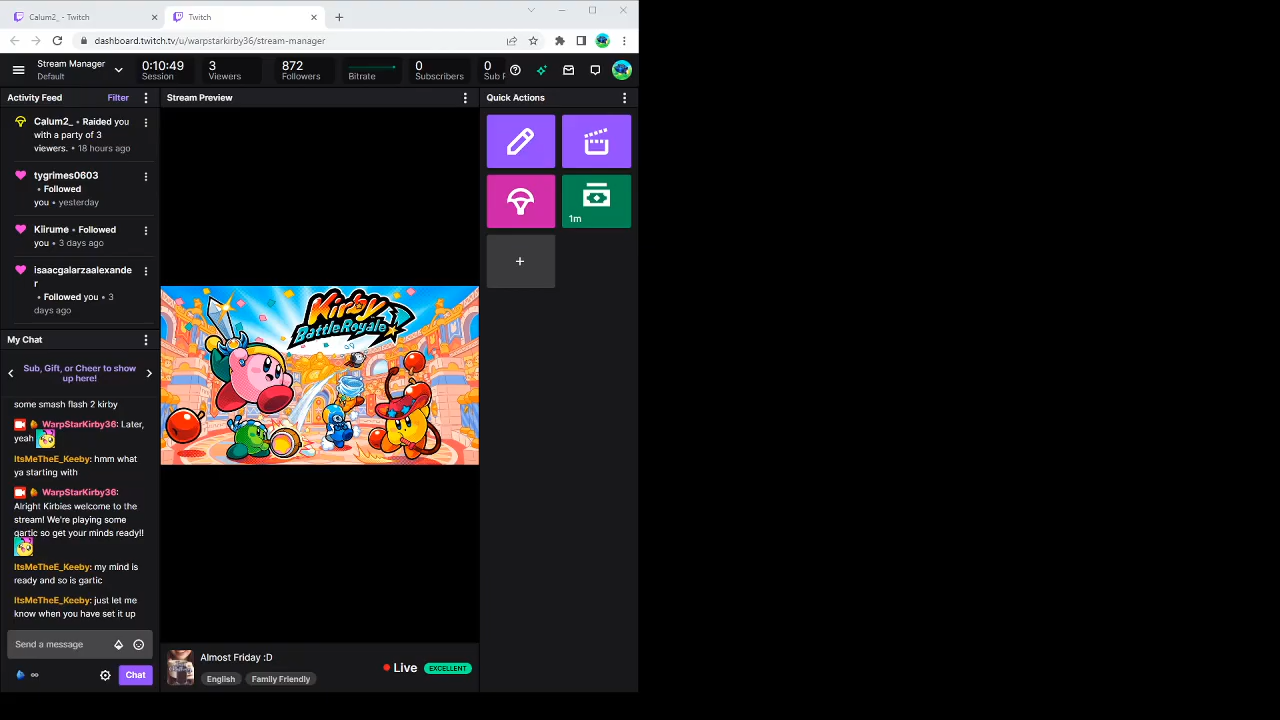 Calum2_ - Twitch
Twitch
dashboard.twitch.tv/u/warpstarkirby36/stream-manager
Stream Manager
Default
0:10:49
Session
3
Viewers
872
Followers
Bitrate
0
Subscribers
0
Sub F
Activity Feed
Filter
Calum2_ • Raided you
with a party of 3
viewers. • 18 hours ago
tygrimes0603
• Followed
you • yesterday
Kiirume • Followed
you • 3 days ago
isaacgalarzaalexande
r
• Followed you • 3
days ago
My Chat
Sub, Gift, or Cheer to show
up here!
some smash flash 2 kirby
WarpStarKirby36: Later,
yeah
ItsMeTheE_Keeby: hmm what
ya starting with
WarpStarKirby36:
Alright Kirbies welcome to the
stream! We're playing some
gartic so get your minds ready!!
ItsMeTheE_Keeby: my mind is
ready and so is gartic
ItsMeTheE_Keeby: just let me
know when you have set it up
Send a message
∞
Chat
Stream Preview
Kirby
Battle Royale
Almost Friday :D
English
Family Friendly
Live
EXCELLENT
Quick Actions
1m